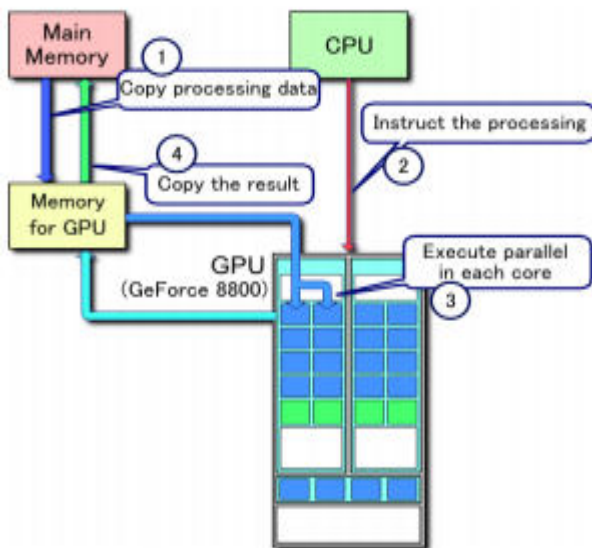 Main
Memory
CPU
1
Copy processing data
Instruct the processing
2
4
Copy the result
Memory
for GPU
GPU
(GeForce 8800)
Execute parallel
in each core
3